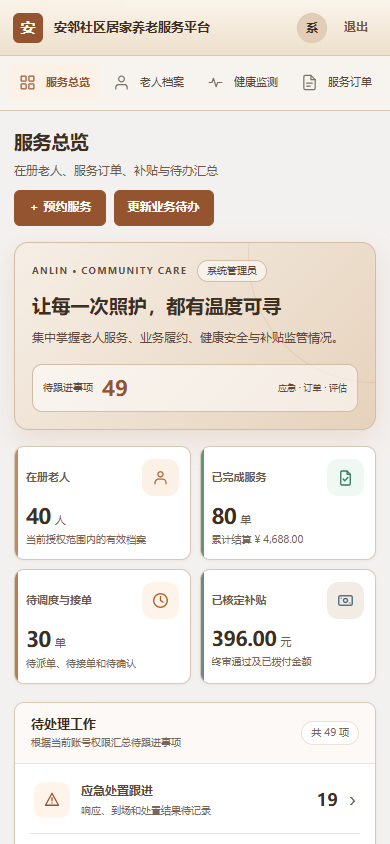 安 安邻社区居家养老服务平台 系 退出
服务总览 老人档案 健康监测 服务订单
服务总览
在册老人、服务订单、补贴与待办汇总
+ 预约服务 更新业务待办
ANLIN • COMMUNITY CARE 系统管理员
让每一次照护，都有温度可寻
集中掌握老人服务、业务履约、健康安全与补贴监管情况。
待跟进事项 49 应急 · 订单 · 评估
在册老人
40 人
当前授权范围内的有效档案
已完成服务
80 单
累计结算 ¥ 4,688.00
待调度与接单
30 单
待派单、待接单和待确认
已核定补贴
396.00 元
终审通过及已拨付金额
待处理工作
根据当前账号权限汇总待跟进事项
共 49 项
应急处置跟进
响应、到场和处置结果待记录
19 ›